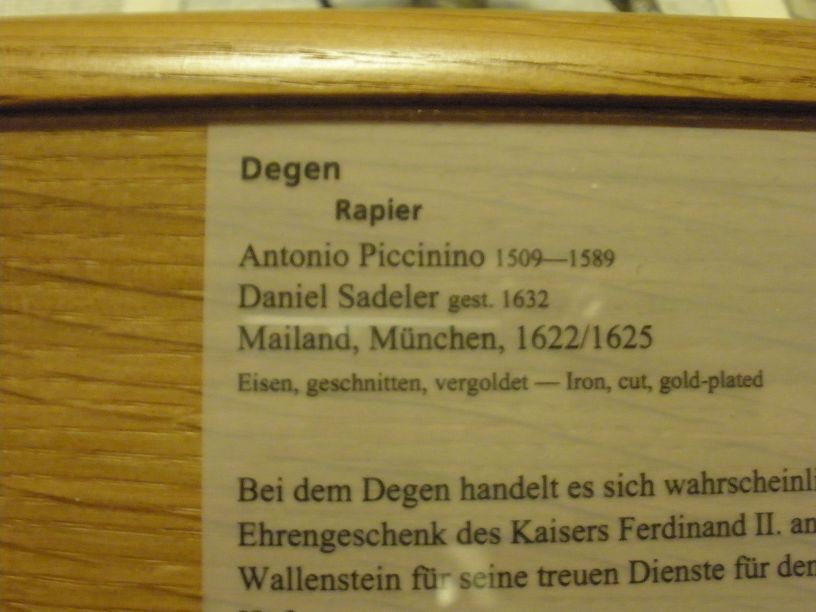 Degen
Rapier
Antonio Piccinino 1509—1589
Daniel Sadeler gest. 1632
Mailand, München, 1622/1625
Eisen, geschnitten, vergoldet — Iron, cut, gold-plated
Bei dem Degen handelt es sich wahrscheinli
Ehrengeschenk des Kaisers Ferdinand II. an
Wallenstein für seine treuen Dienste für den